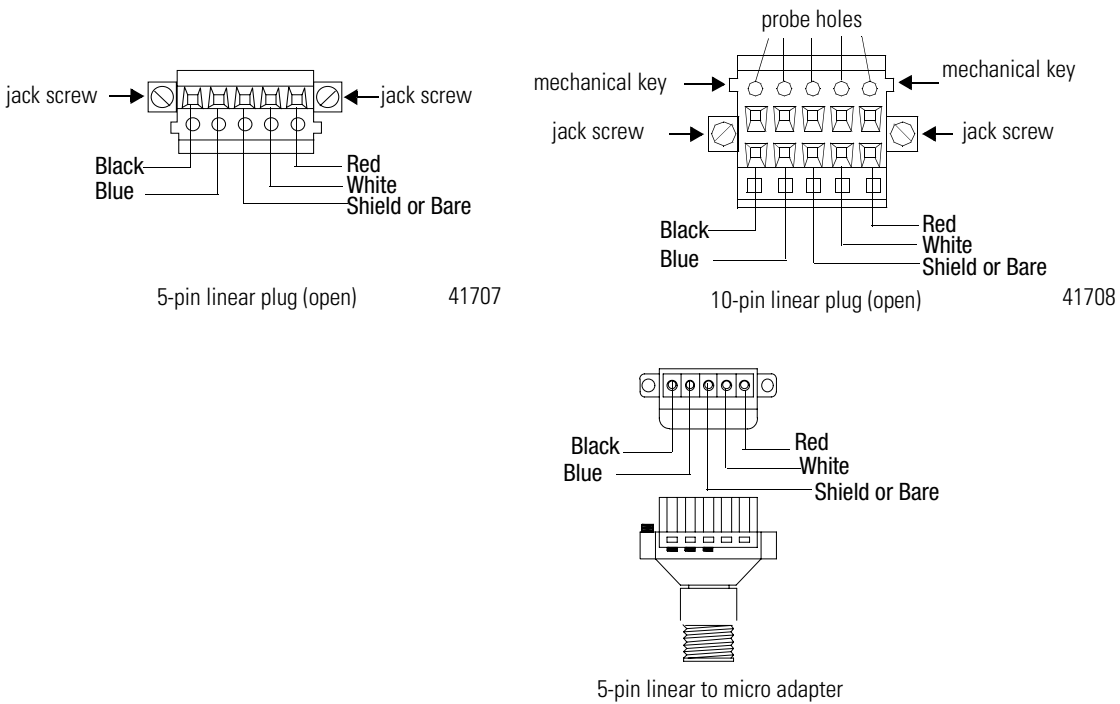 jack screw
jack screw
Black
Blue
Red
White
Shield or Bare
5-pin linear plug (open)
41707
probe holes
mechanical key
mechanical key
jack screw
jack screw
Black
Blue
Red
White
Shield or Bare
10-pin linear plug (open)
41708
Black
Blue
Red
White
Shield or Bare
5-pin linear to micro adapter